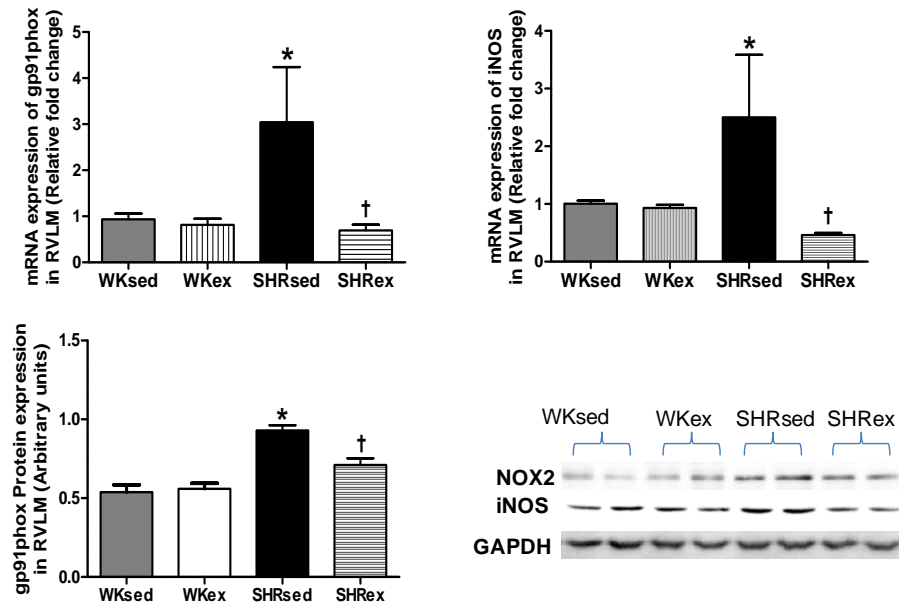 mRNA expression of gp91phox
in RVLM (Relative fold change)
5
4
3
2
1
0
*
†
WKsed WKex SHRsed SHRex
mRNA expression of iNOS
in RVLM (Relative fold change)
4
3
2
1
0
*
†
WKsed WKex SHRsed SHRex
gp91phox Protein expression
in RVLM (Arbitrary units)
1.5
1.0
0.5
0.0
*
†
WKsed WKex SHRsed SHRex
WKsed WKex SHRsed SHRex
NOX2
iNOS
GAPDH